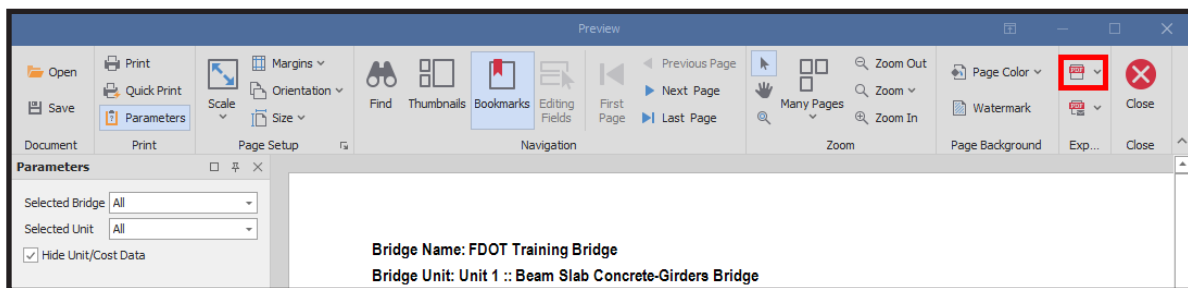 Preview
Open
Save
Document
Print
Quick Print
Parameters
Print
Scale
Margins
Orientation
Size
Page Setup
Find
Thumbnails
Bookmarks
Editing
Fields
First
Page
Previous Page
Next Page
Last Page
Navigation
Many Pages
Zoom Out
Zoom
Zoom In
Zoom
Page Color
Watermark
Page Background
PDF
PDF
Exp...
Close
Close
Parameters
Selected Bridge All
Selected Unit All
Hide Unit/Cost Data
Bridge Name: FDOT Training Bridge
Bridge Unit: Unit 1 :: Beam Slab Concrete-Girders Bridge